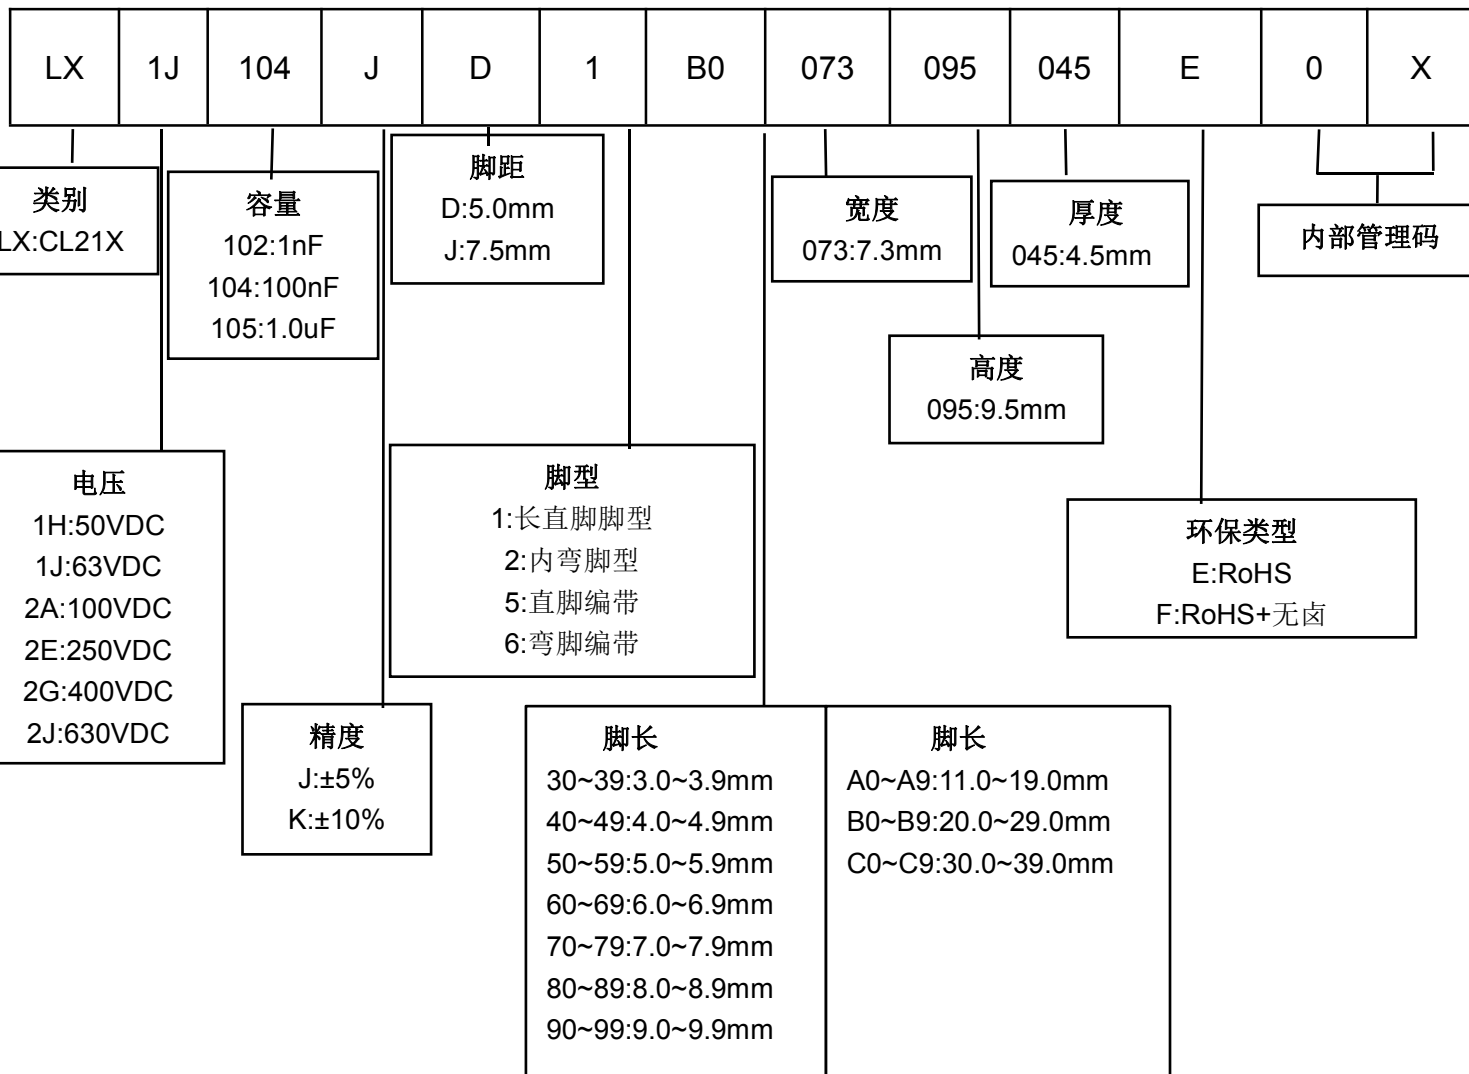 LX 1J 104 J D 1 B0 073 095 045 E 0 X
类别
LX:CL21X
容量
102:1nF
104:100nF
105:1.0uF
脚距
D:5.0mm
J:7.5mm
宽度
073:7.3mm
厚度
045:4.5mm
内部管理码
高度
095:9.5mm
电压
1H:50VDC
1J:63VDC
2A:100VDC
2E:250VDC
2G:400VDC
2J:630VDC
脚型
1:长直脚脚型
2:内弯脚型
5:直脚编带
6:弯脚编带
环保类型
E:RoHS
F:RoHS+无卤
精度
J:±5%
K:±10%
脚长
30~39:3.0~3.9mm
40~49:4.0~4.9mm
50~59:5.0~5.9mm
60~69:6.0~6.9mm
70~79:7.0~7.9mm
80~89:8.0~8.9mm
90~99:9.0~9.9mm
脚长
A0~A9:11.0~19.0mm
B0~B9:20.0~29.0mm
C0~C9:30.0~39.0mm